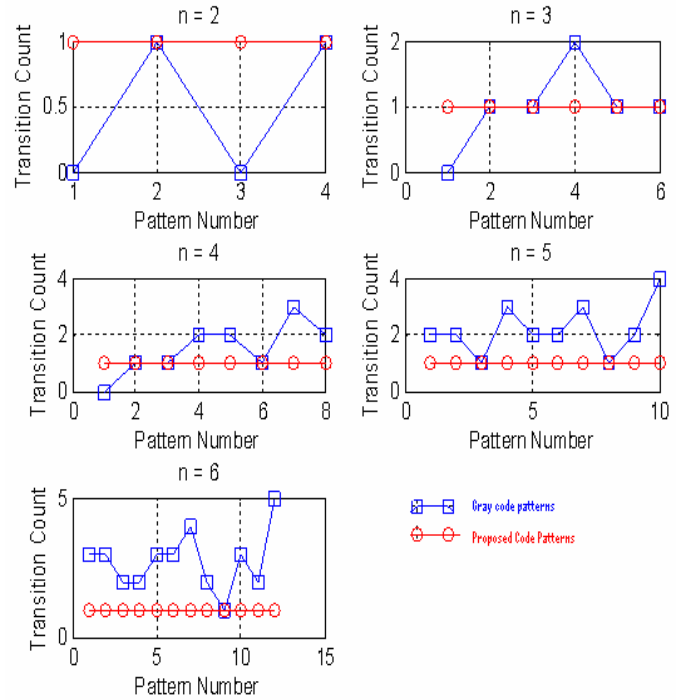 n = 2
Transition Count
1
0.5
0
1
2
3
4
Pattern Number
n = 3
Transition Count
2
1
0
0
2
4
6
Pattern Number
n = 4
Transition Count
4
2
0
0
2
4
6
8
Pattern Number
n = 5
Transition Count
4
2
0
0
5
10
Pattern Number
n = 6
Transition Count
5
0
0
5
10
15
Pattern Number
Gray code patterns
Proposed Code Patterns